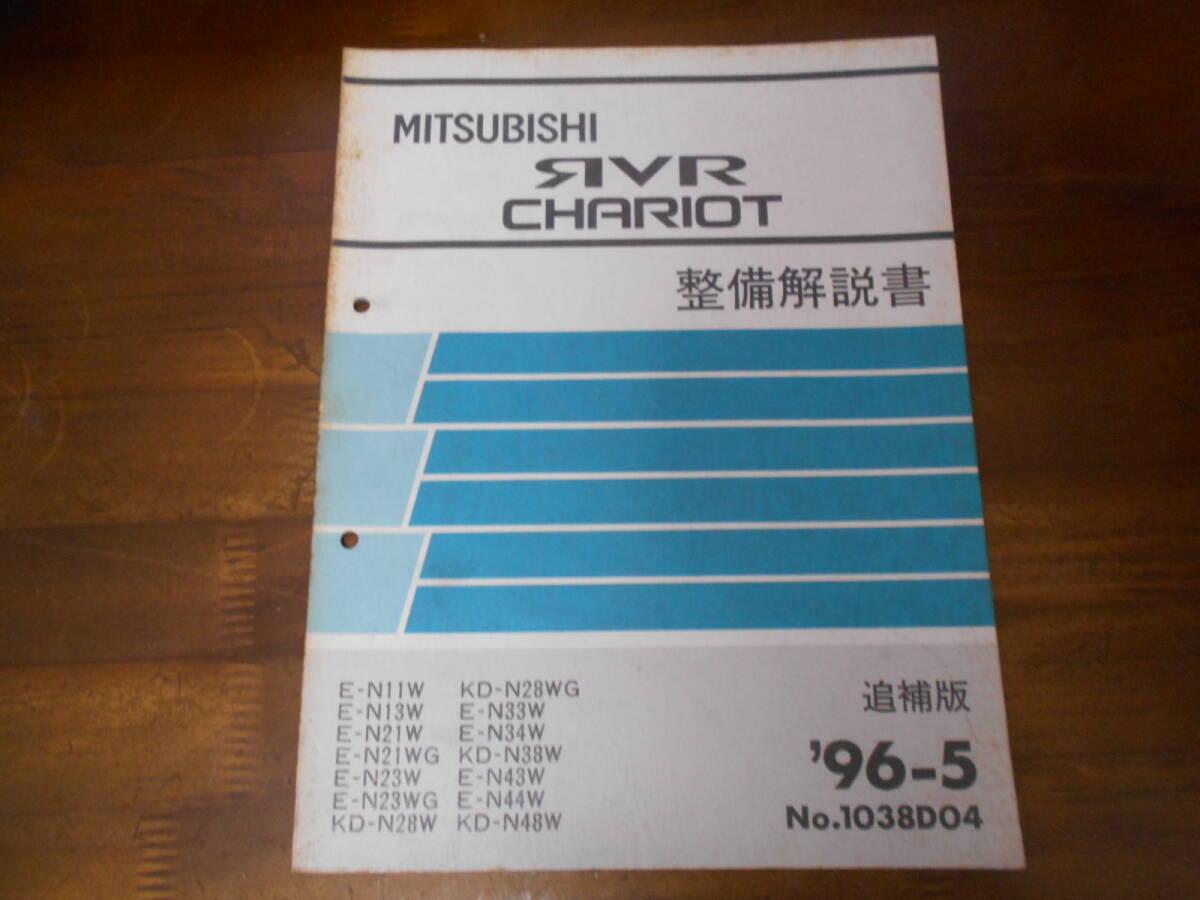 MITSUBISHI
RVR
CHARIOT
整備解説書
E-N11W KD-N28WG
E-N13W E-N33W
E-N21W E-N34W
E-N21WG KD-N38W
E-N23W E-N43W
E-N23WG E-N44W
KD-N28W KD-N48W
追補版
'96-5
No.1038D04